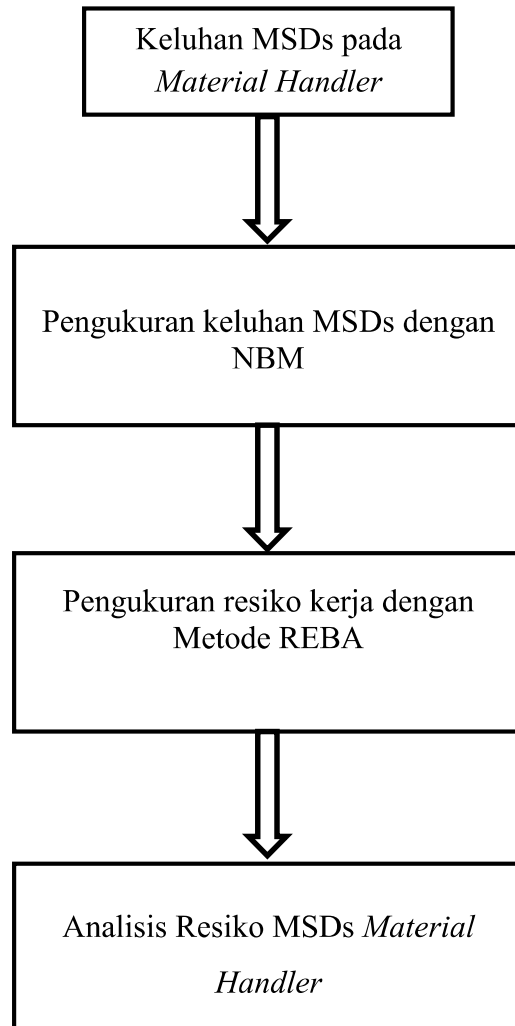 Keluhan MSDs pada
Material Handler
Pengukuran keluhan MSDs dengan
NBM
Pengukuran resiko kerja dengan
Metode REBA
Analisis Resiko MSDs Material
Handler